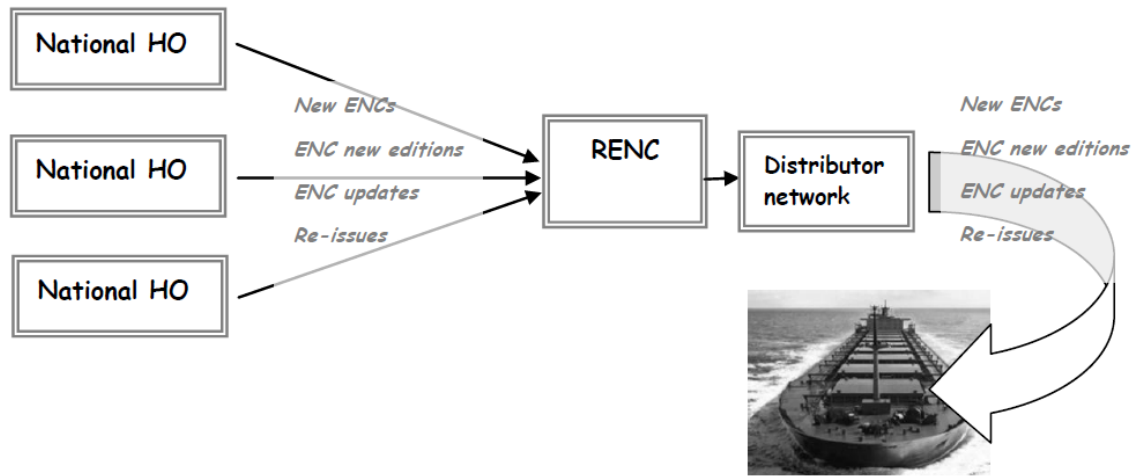 National HO
National HO
National HO
New ENCs
ENC new editions
ENC updates
Re-issues
RENC
Distributor
network
New ENCs
ENC new editions
ENC updates
Re-issues